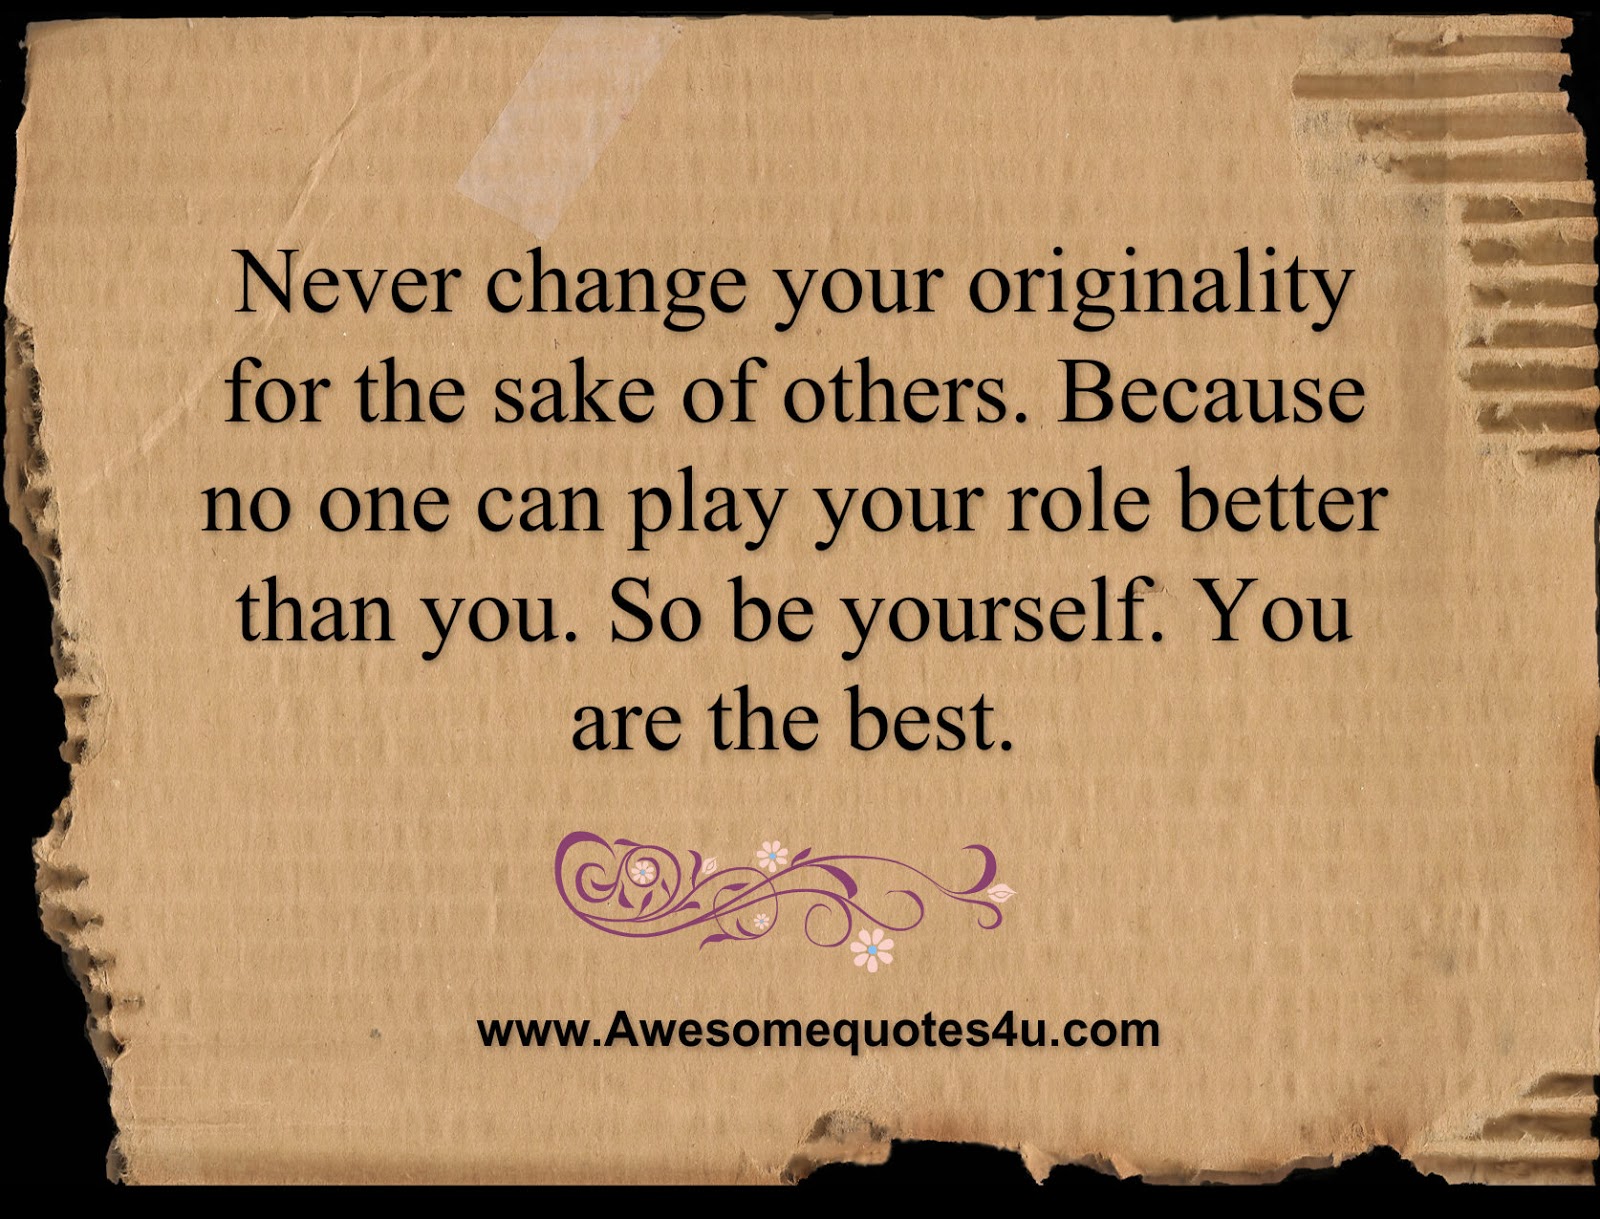 Never change your originality
for the sake of others. Because
no one can play your role better
than you. So be yourself. You
are the best.
www.Awesomequotes4u.com